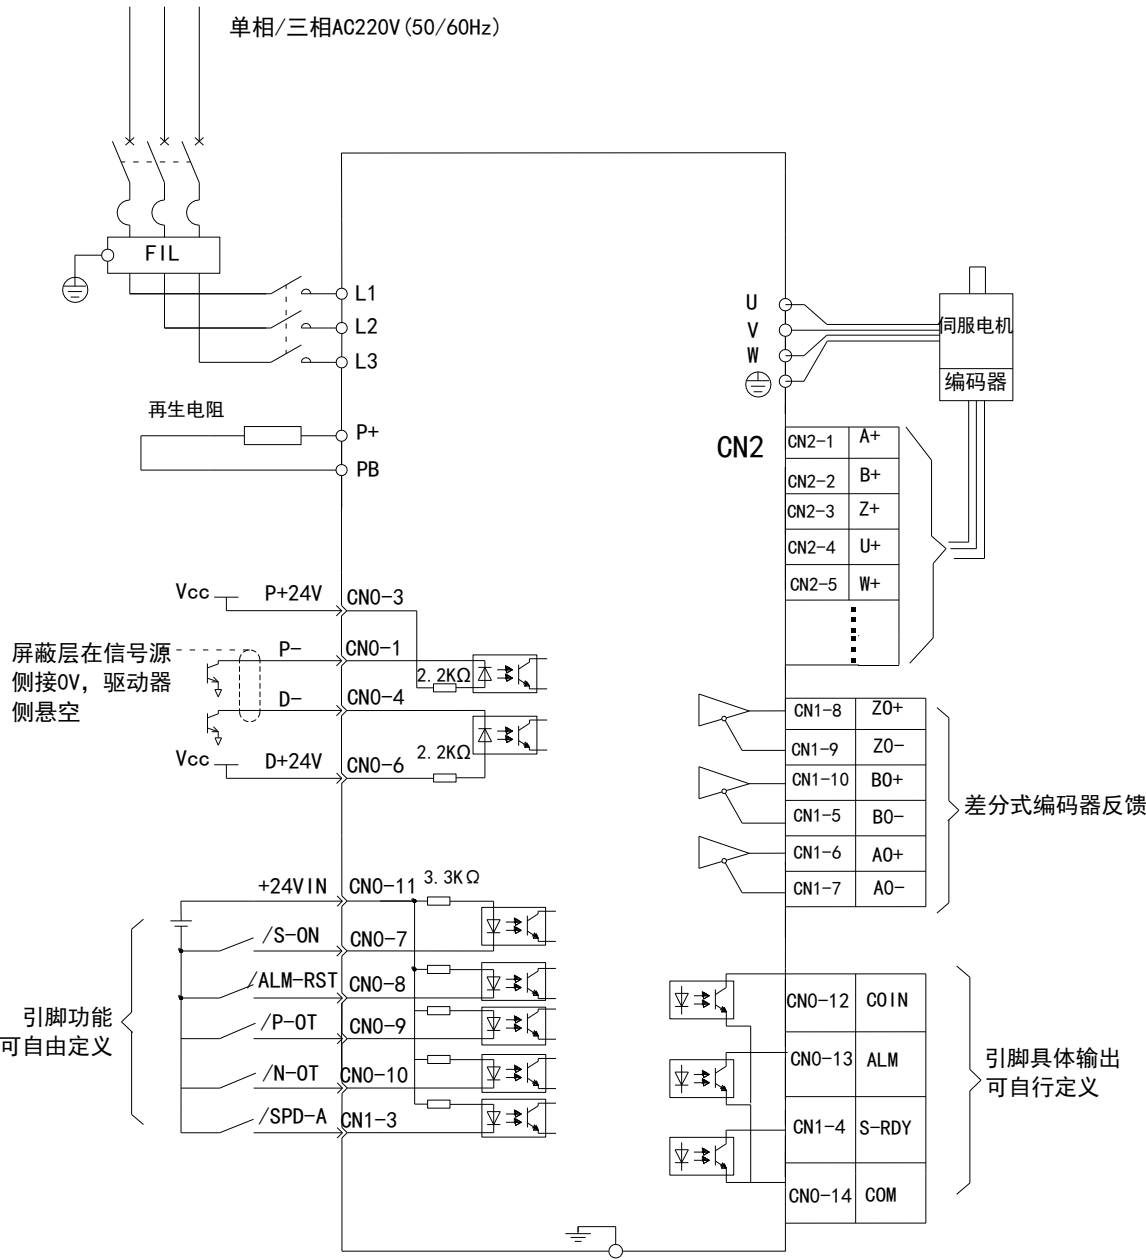 单相/三相AC220V(50/60Hz)
FIL
L1
L2
L3
再生电阻
P+
PB
U
V
W
伺服电机
编码器
CN2
CN2-1 A+
CN2-2 B+
CN2-3 Z+
CN2-4 U+
CN2-5 W+
Vcc P+24V CN0-3
屏蔽层在信号源
侧接0V，驱动器
侧悬空
P- CN0-1
2.2KΩ
D- CN0-4
2.2KΩ
Vcc D+24V CN0-6
CN1-8 ZO+
CN1-9 ZO-
CN1-10 BO+
CN1-5 BO-
CN1-6 AO+
CN1-7 AO-
差分式编码器反馈
+24VIN CN0-11 3.3KΩ
/S-ON CN0-7
/ALM-RST CN0-8
/P-OT CN0-9
/N-OT CN0-10
/SPD-A CN1-3
引脚功能
可自由定义
CN0-12 COIN
CN0-13 ALM
CN1-4 S-RDY
CN0-14 COM
引脚具体输出
可自行定义